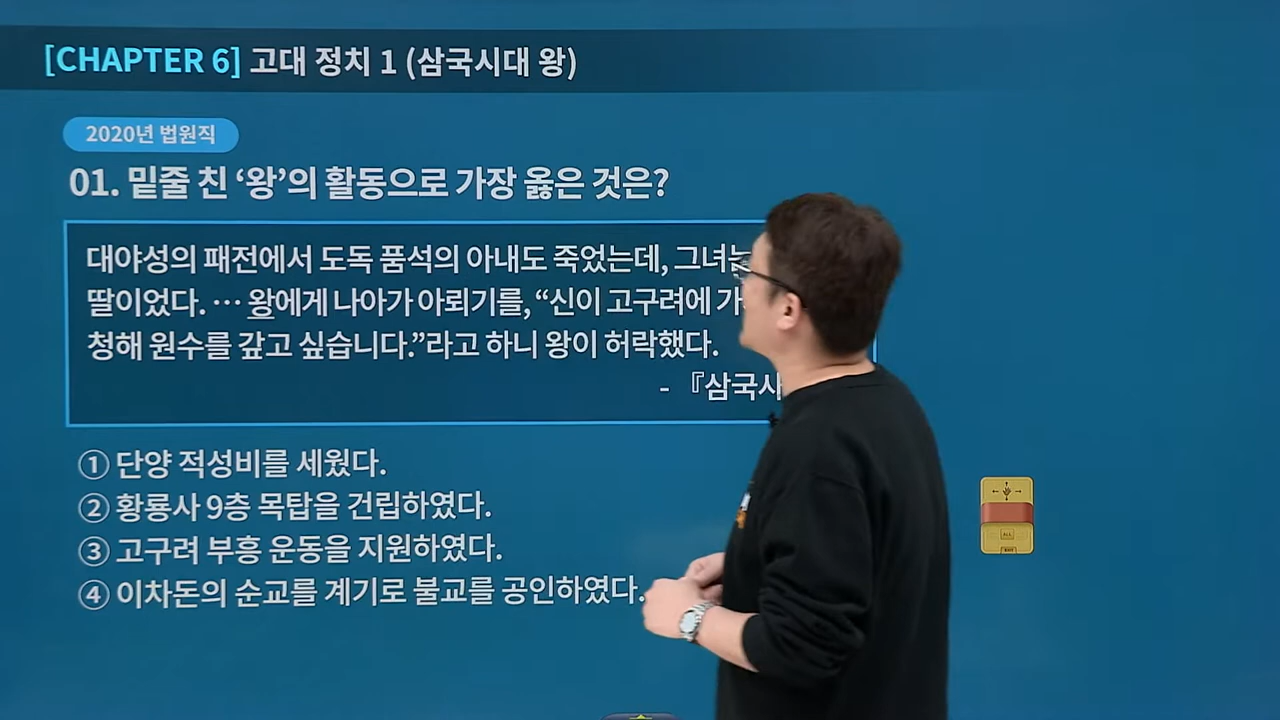 [CHAPTER 6] 고대 정치 1 (삼국시대 왕)
2020년 법원직
01. 밑줄 친 ‘왕’의 활동으로 가장 옳은 것은?
대야성의 패전에서 도독 품석의 아내도 죽었는데, 그녀는
딸이었다. … 왕에게 나아가 아뢰기를, “신이 고구려에
청해 원수를 갚고 싶습니다.”라고 하니 왕이 허락했다.
- 『삼국사
① 단양 적성비를 세웠다.
② 황룡사 9층 목탑을 건립하였다.
③ 고구려 부흥 운동을 지원하였다.
④ 이차돈의 순교를 계기로 불교를 공인하였다.
ALL